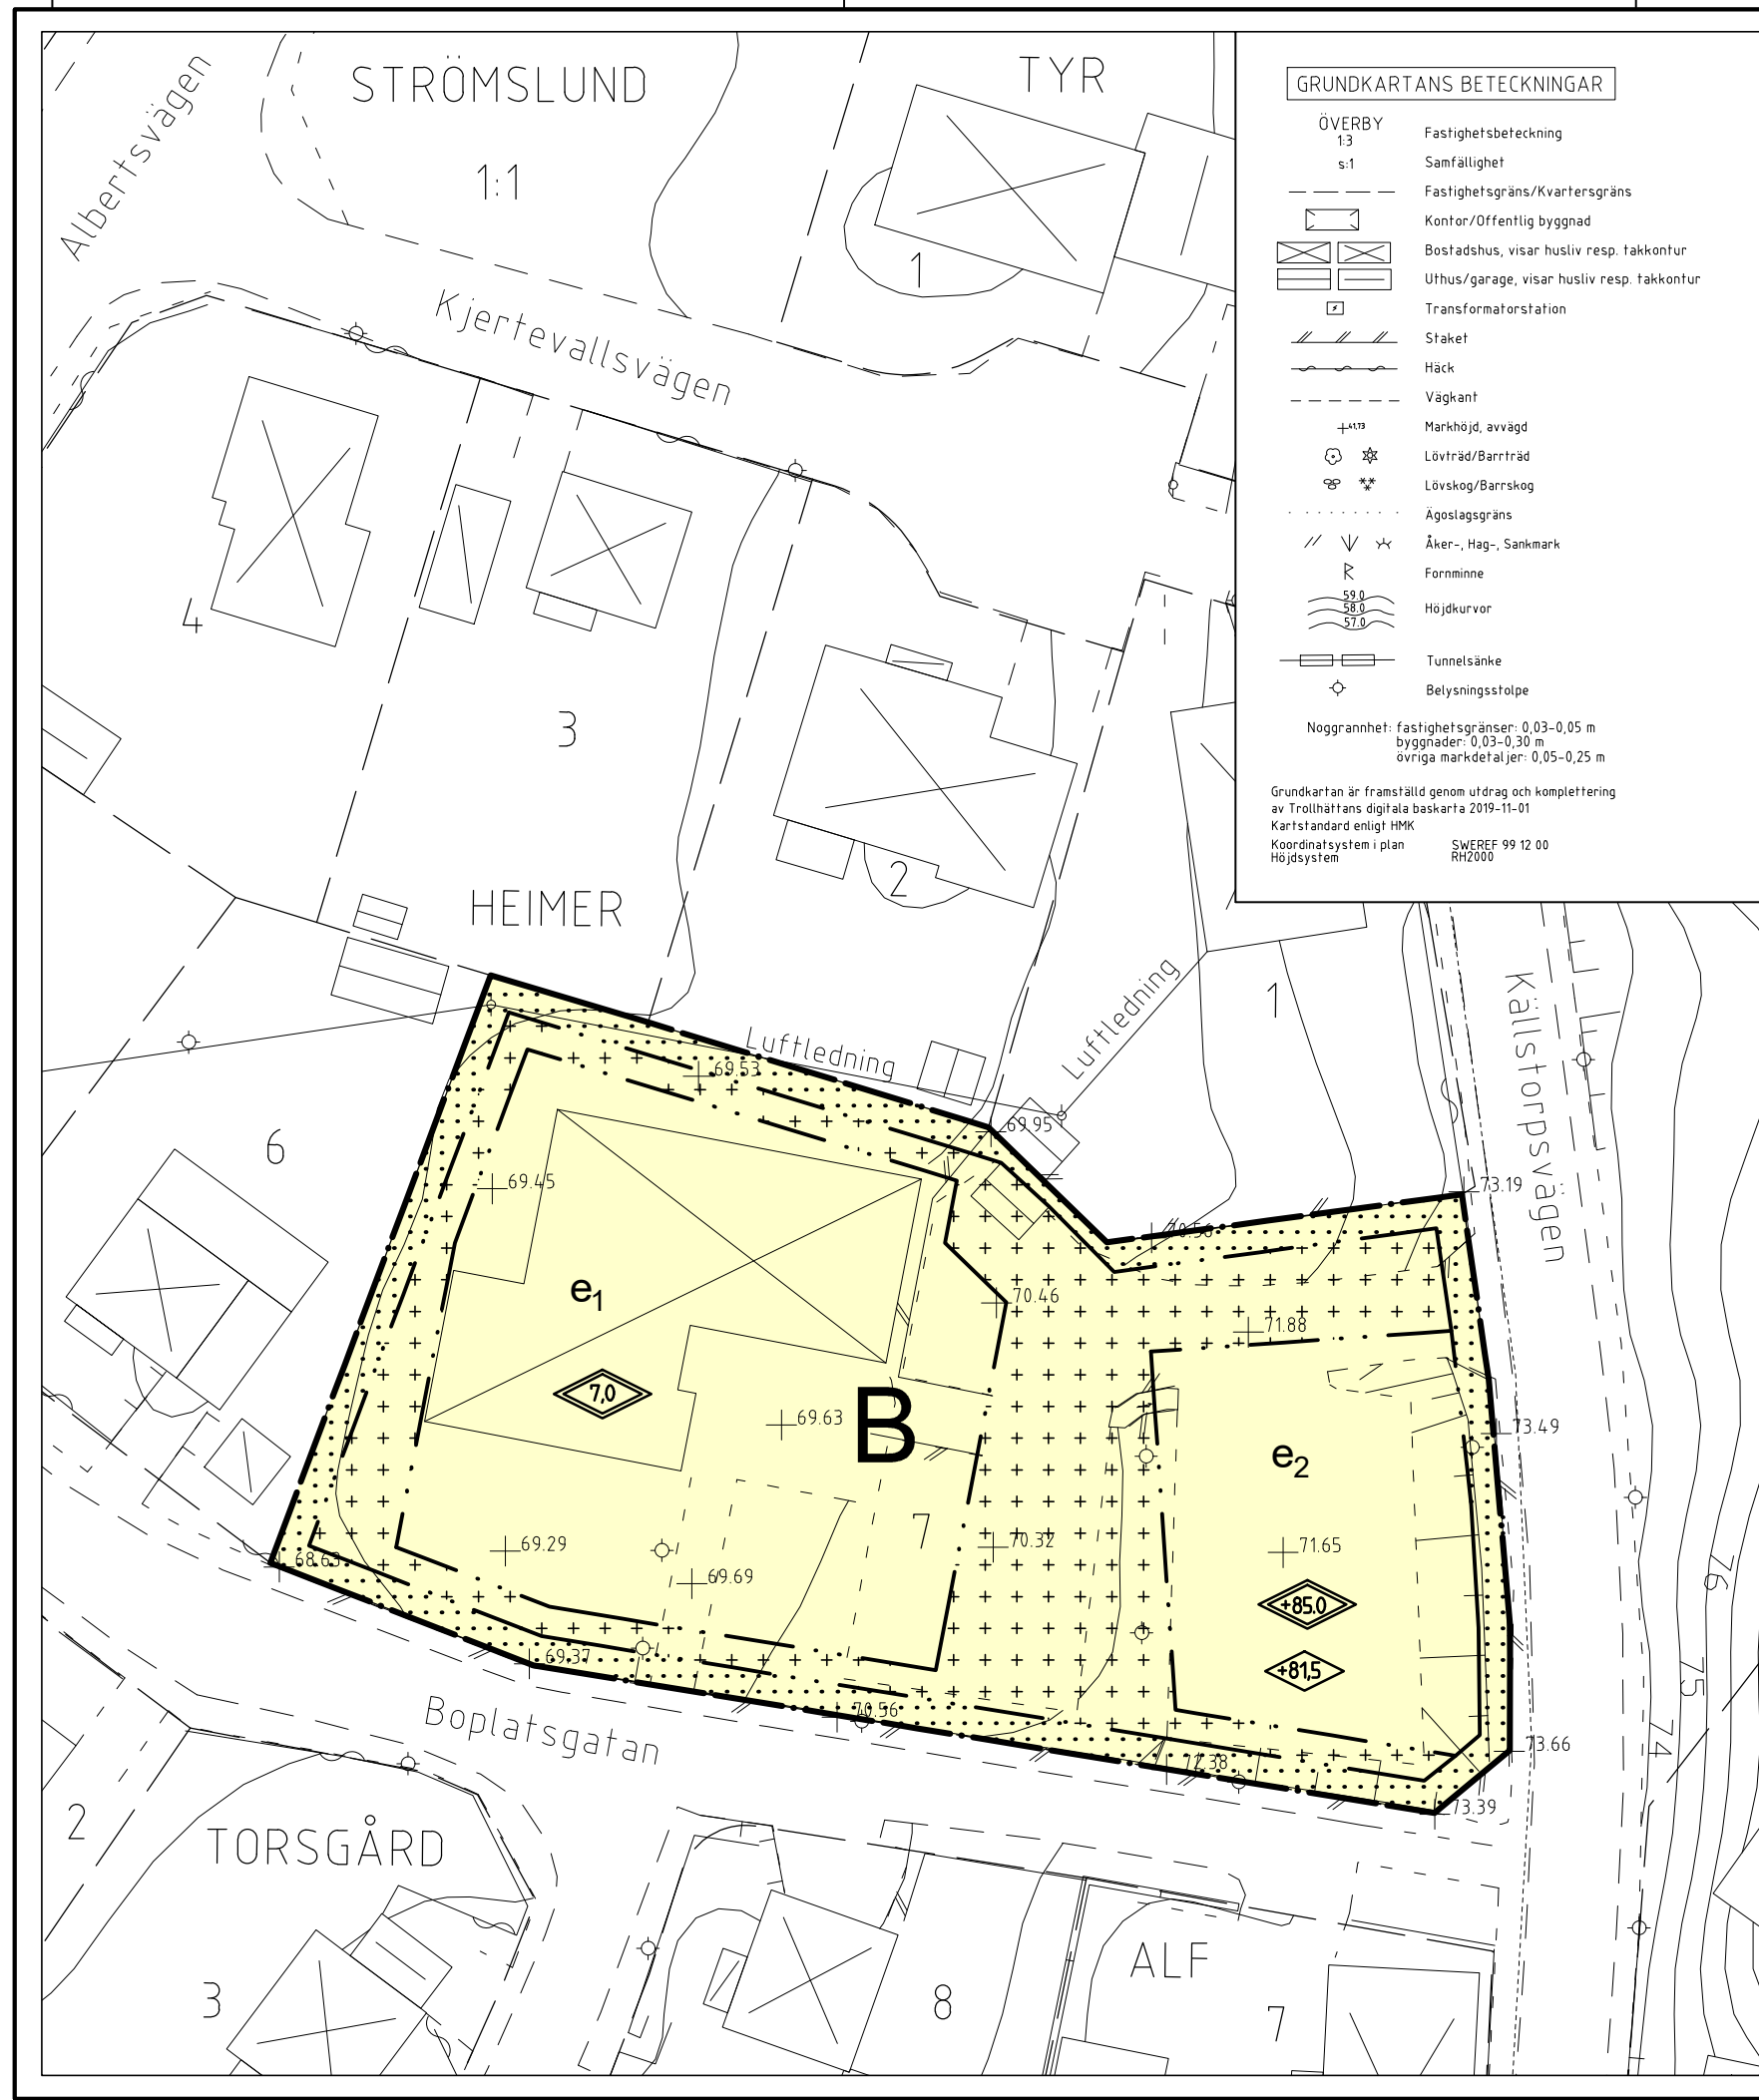 STRÖMSLUND
1:1
TYR
1
Albertsvägen
Kjertevallsvägen
GRUNDKARTANS BETECKNINGAR
ÖVERBY
1:3
Fastighetsbeteckning
s:1
Samfällighet
Fastighetsgräns/Kvartersgräns
Kontor/Offentlig byggnad
Bostadshus, visar husliv resp. takkontur
Uthus/garage, visar husliv resp. takkontur
Transformatorstation
Staket
Häck
Vägkant
41,73
Markhöjd, avvägd
Lövträd/Barrträd
Lövskog/Barrskog
Ägoslagsgräns
Åker-, Hag-, Sankmark
R
Fornminne
59.0
58.0
57.0
Höjdkurvor
Tunnelsänke
Belysningsstolpe
Noggrannhet: fastighetsgränser: 0,03-0,05 m
byggnader: 0,03-0,30 m
övriga markdetaljer: 0,05-0,25 m
Grundkartan är framställd genom utdrag och komplettering
av Trollhättans digitala baskarta 2019-11-01
Kartstandard enligt HMK
Koordinatsystem i plan SWEREF 99 12 00
Höjdsystem RH2000
4
3
2
HEIMER
1
Luftledning
Luftledning
Källstorpsvägen
6
69.53
69.95
69.45
73.19
70.56
e1
70.46
71.88
7,0
69.63
B
73.49
e2
7
69.29
70.32
71.65
68.63
69.69
+85.0
76
69.37
+81,5
75
70.56
74
Boplatsgatan
72.38
73.66
73.39
2
TORSGÅRD
3
8
ALF
7